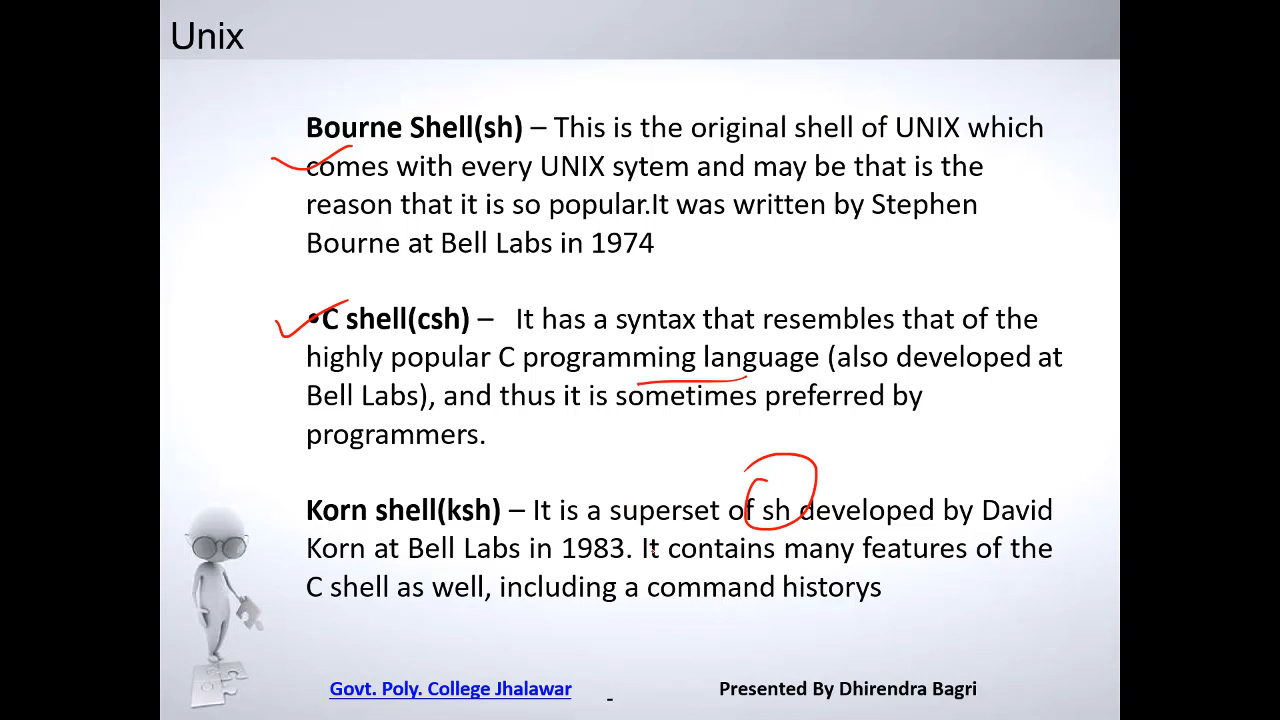 Unix
Bourne Shell(sh) – This is the original shell of UNIX which
comes with every UNIX sytem and may be that is the
reason that it is so popular.It was written by Stephen
Bourne at Bell Labs in 1974
•C shell(csh) – It has a syntax that resembles that of the
highly popular C programming language (also developed at
Bell Labs), and thus it is sometimes preferred by
programmers.
Korn shell(ksh) – It is a superset of sh developed by David
Korn at Bell Labs in 1983. It contains many features of the
C shell as well, including a command historys
Govt. Poly. College Jhalawar - Presented By Dhirendra Bagri